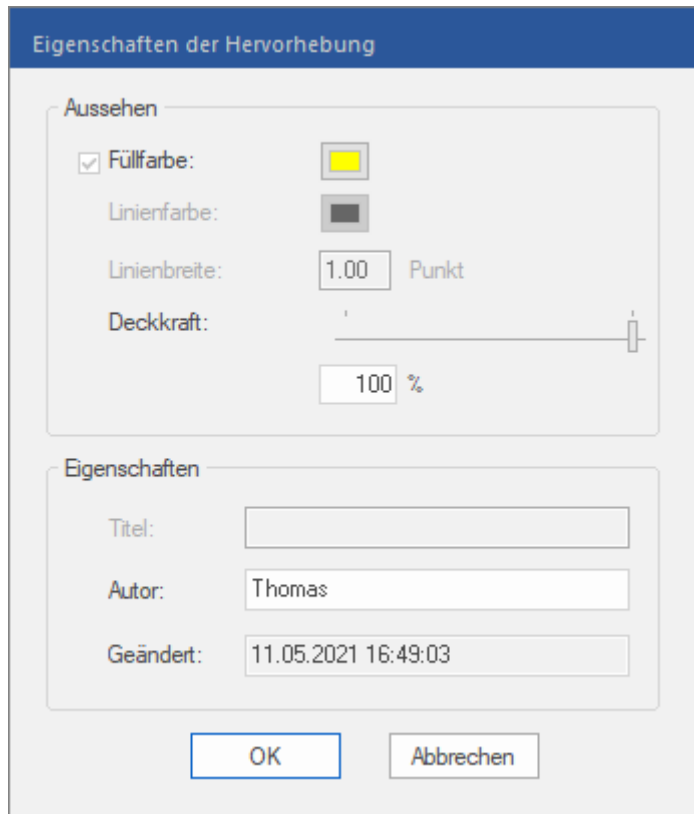 Eigenschaften der Hervorhebung
Aussehen
Füllfarbe:
Linienfarbe:
Linienbreite: 1.00 Punkt
Deckkraft:
100 %
Eigenschaften
Titel:
Autor: Thomas
Geändert: 11.05.2021 16:49:03
OK Abbrechen